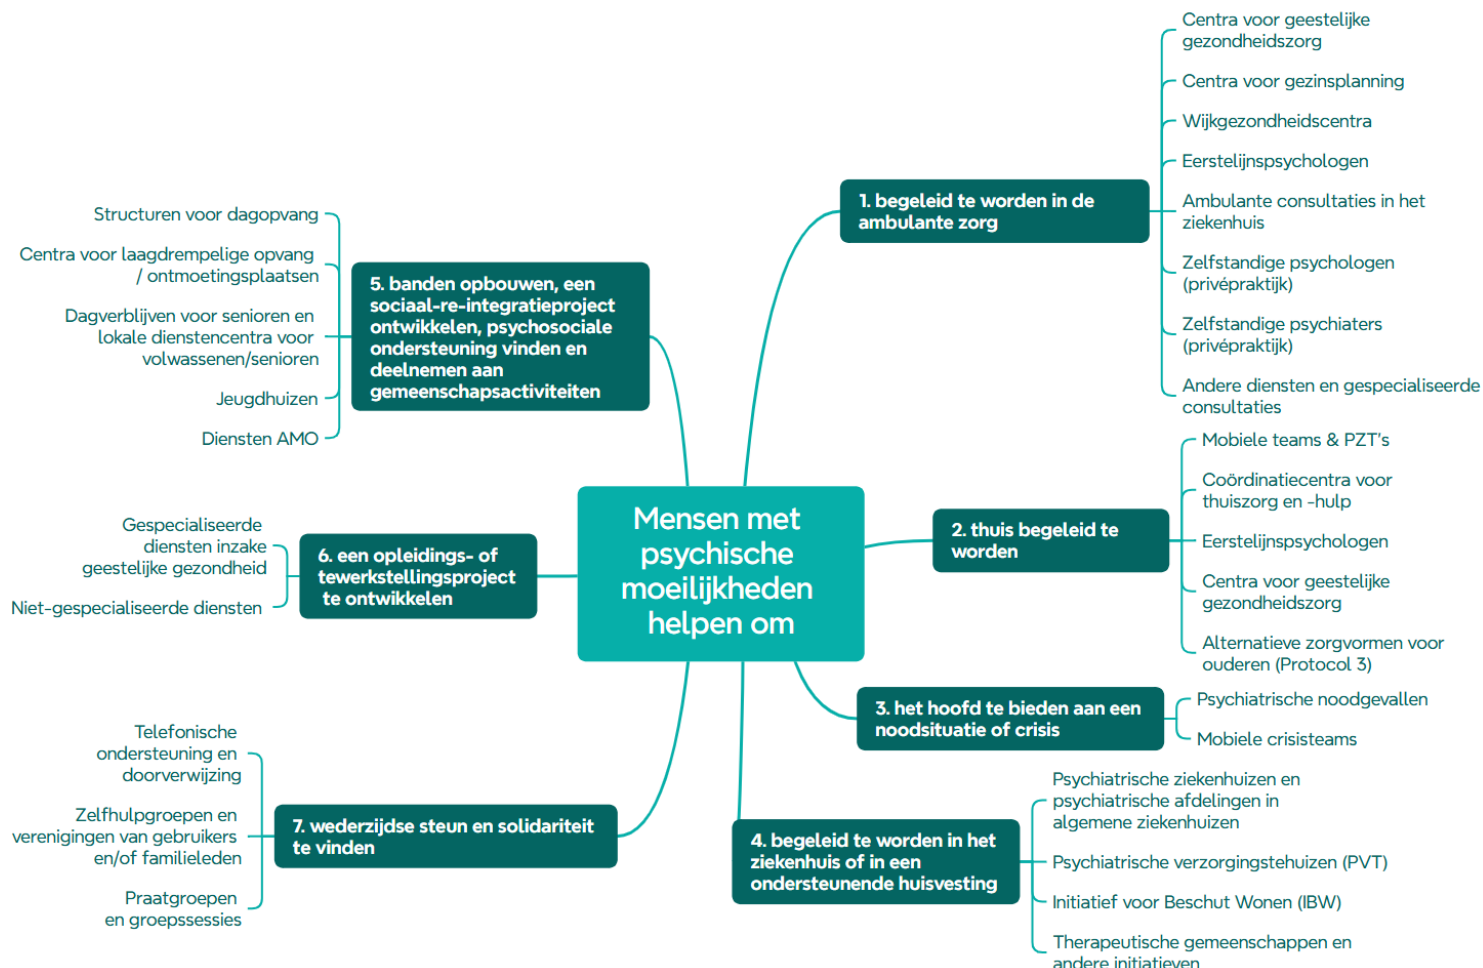 Mensen met
psychische
moeilijkheden
helpen om
1. begeleid te worden in de
ambulante zorg
Centra voor geestelijke
gezondheidszorg
Centra voor gezinsplanning
Wijkgezondheidscentra
Eerstelijnspsychologen
Ambulante consultaties in het
ziekenhuis
Zelfstandige psychologen
(privépraktijk)
Zelfstandige psychiaters
(privépraktijk)
Andere diensten en gespecialiseerde
consultaties
2. thuis begeleid te
worden
Mobiele teams & PZT's
Coördinatiecentra voor
thuiszorg en -hulp
Eerstelijnspsychologen
Centra voor geestelijke
gezondheidszorg
Alternatieve zorgvormen voor
ouderen (Protocol 3)
3. het hoofd te bieden aan een
noodsituatie of crisis
Psychiatrische noodgevallen
Mobiele crisisteams
4. begeleid te worden in het
ziekenhuis of in een
ondersteunende huisvesting
Psychiatrische ziekenhuizen en
psychiatrische afdelingen in
algemene ziekenhuizen
Psychiatrische verzorgingstehuizen (PVT)
Initiatief voor Beschut Wonen (IBW)
Therapeutische gemeenschappen en
andere initiatieven
5. banden opbouwen, een
sociaal-re-integratieproject
ontwikkelen, psychosociale
ondersteuning vinden en
deelnemen aan
gemeenschapsactiviteiten
Structuren voor dagopvang
Centra voor laagdrempelige opvang
/ ontmoetingsplaatsen
Dagverblijven voor senioren en
lokale dienstencentra voor
volwassenen/senioren
Jeugdhuizen
Diensten AMO
6. een opleidings- of
tewerkstellingsproject
te ontwikkelen
Gespecialiseerde
diensten inzake
geestelijke gezondheid
Niet-gespecialiseerde diensten
7. wederzijdse steun en solidariteit
te vinden
Telefonische
ondersteuning en
doorverwijzing
Zelfhulpgroepen en
verenigingen van gebruikers
en/of familieleden
Praatgroepen
en groepssessies